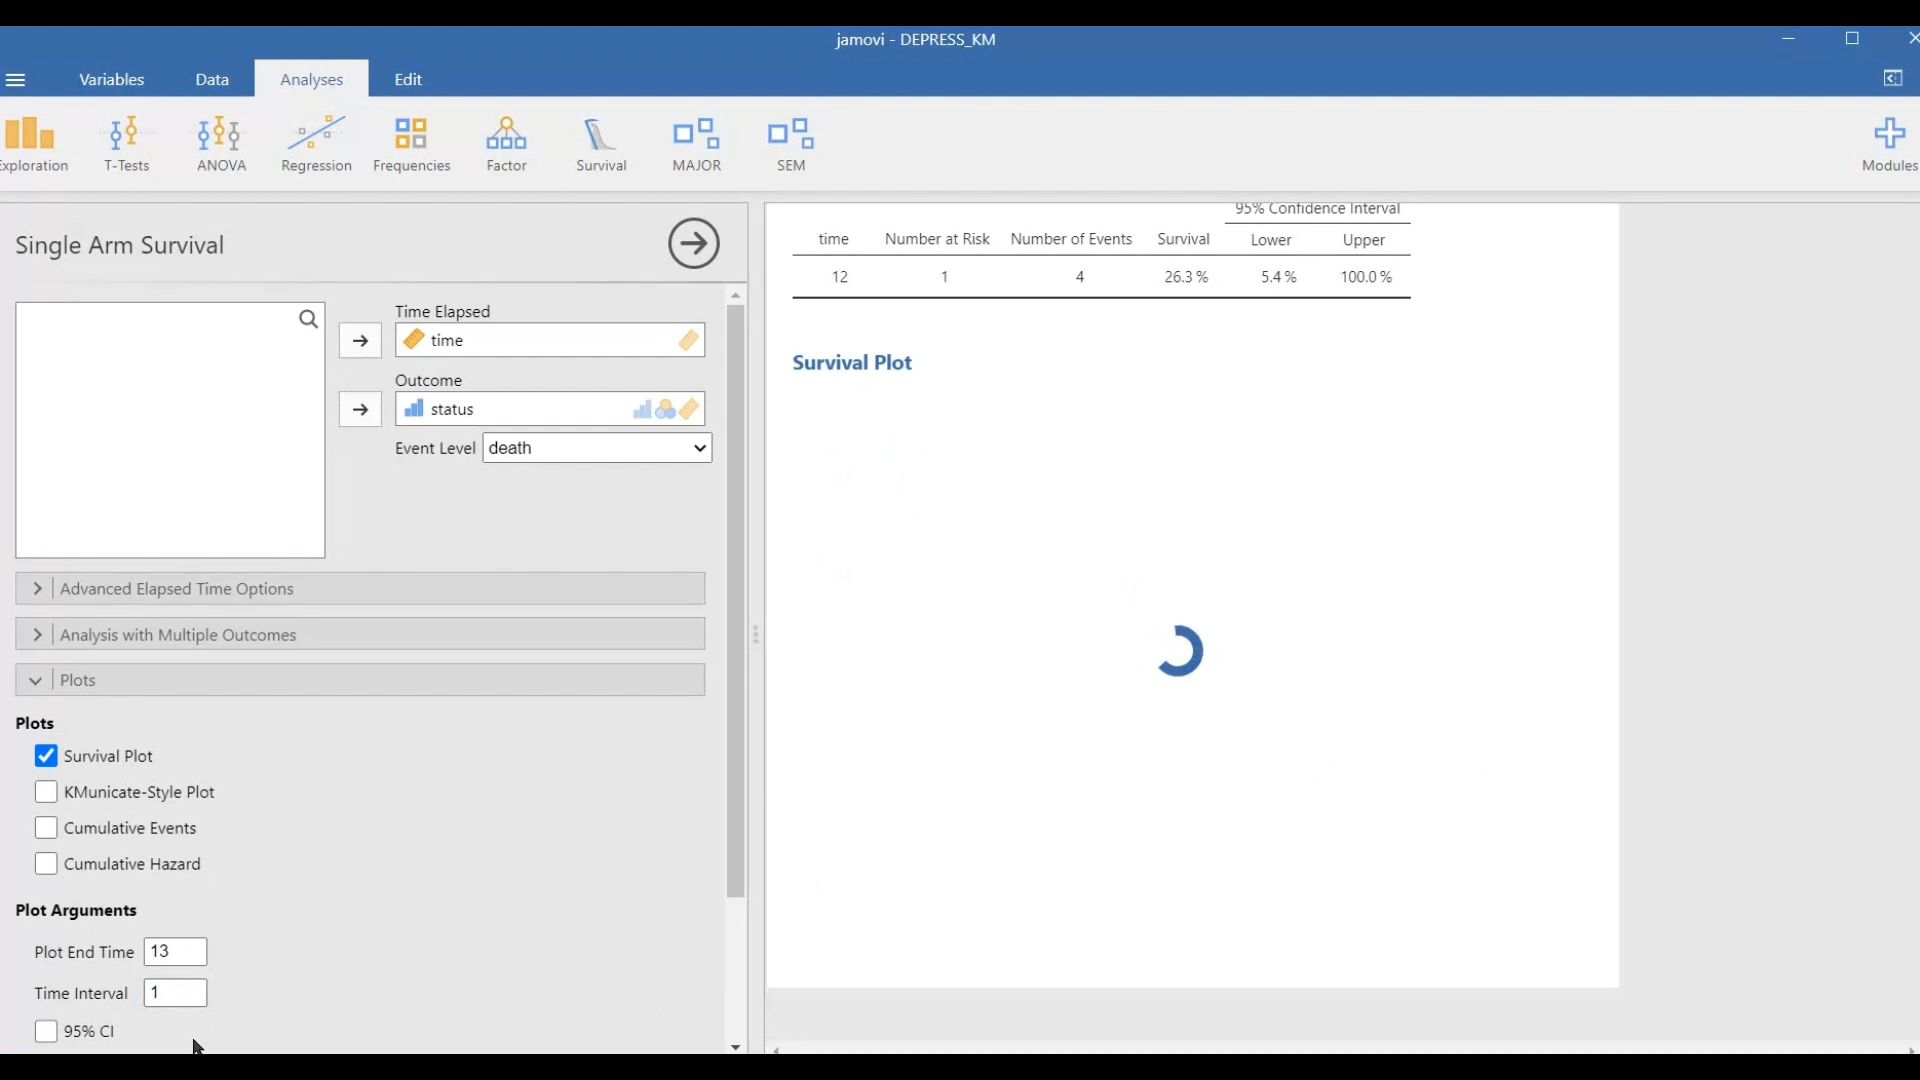 jamovi - DEPRESS_KM
Variables Data Analyses Edit
Exploration T-Tests ANOVA Regression Frequencies Factor Survival MAJOR SEM Modules
Single Arm Survival
Time Elapsed
time
Outcome
status
Event Level death
Advanced Elapsed Time Options
Analysis with Multiple Outcomes
Plots
Plots
Survival Plot
KMunicate-Style Plot
Cumulative Events
Cumulative Hazard
Plot Arguments
Plot End Time 13
Time Interval 1
95% CI
95% Confidence Interval
time Number at Risk Number of Events Survival Lower Upper
12 1 4 26.3 % 5.4 % 100.0 %
Survival Plot